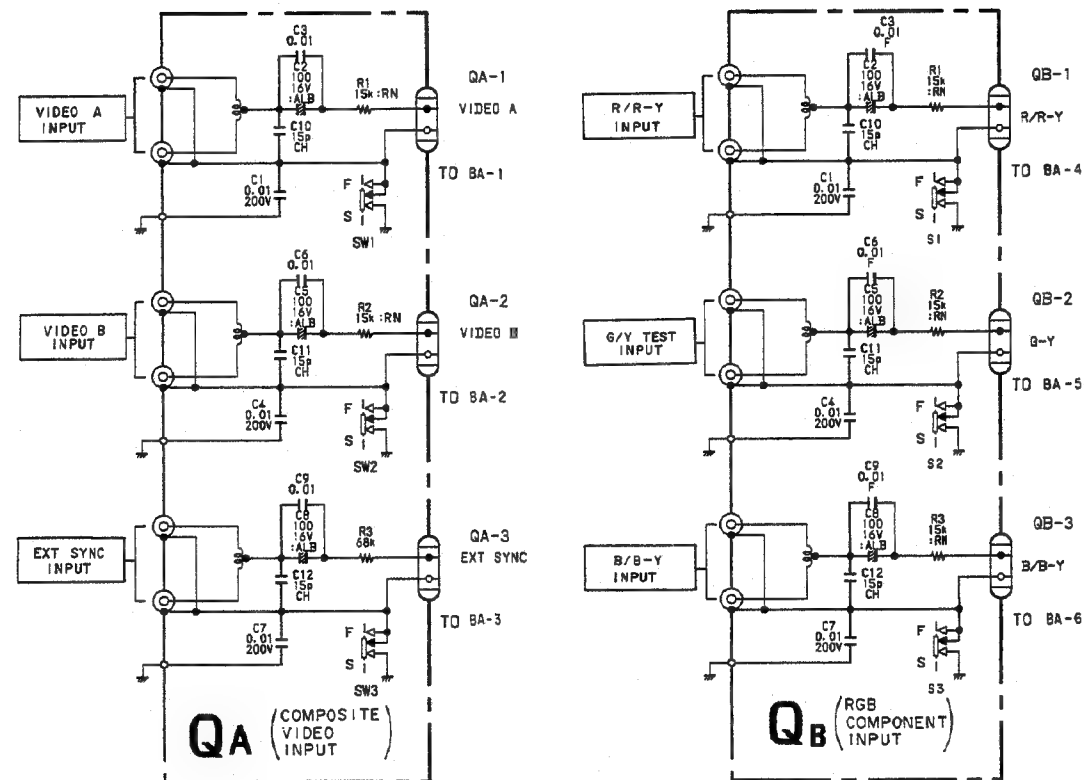 C3
0.01
C2
100
16V
:ALB
R1
15k :RN
QA-1
VIDEO A
VIDEO A
INPUT
C10
15p
CH
TO BA-1
C1
0.01
200V
F
S
SW1
C6
0.01
C5
100
16V
:ALB
R2
15k :RN
QA-2
VIDEO B
VIDEO B
INPUT
C11
15p
CH
TO BA-2
C4
0.01
200V
F
S
SW2
C9
0.01
C8
100
16V
:ALB
R3
68k
QA-3
EXT SYNC
EXT SYNC
INPUT
C12
15p
CH
TO BA-3
C7
0.01
200V
F
S
SW3
QA (COMPOSITE
VIDEO
INPUT)
C3
0.01
F
C2
100
16V
:ALB
R1
15k
:RN
QB-1
R/R-Y
R/R-Y
INPUT
C10
15p
CH
TO BA-4
C1
0.01
200V
F
S
S1
C6
0.01
F
C5
100
16V
:ALB
R2
15k
:RN
QB-2
G-Y
G/Y TEST
INPUT
C11
15p
CH
TO BA-5
C4
0.01
200V
F
S
S2
C9
0.01
F
C8
100
16V
:ALB
R3
15k
:RN
QB-3
B/B-Y
B/B-Y
INPUT
C12
15p
CH
TO BA-6
C7
0.01
200V
F
S
S3
QB (RGB
COMPONENT
INPUT)